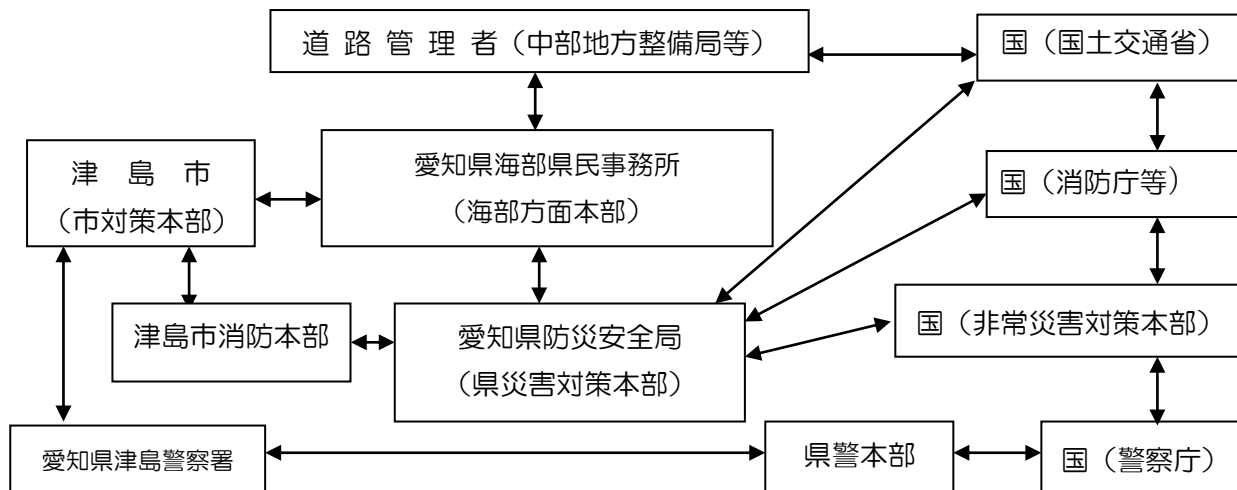 道路管理者（中部地方整備局等）
国（国土交通省）
津島市
（市対策本部）
愛知県海部県民事務所
（海部方面本部）
国（消防庁等）
津島市消防本部
愛知県防災安全局
（県災害対策本部）
国（非常災害対策本部）
愛知県津島警察署
県警本部
国（警察庁）